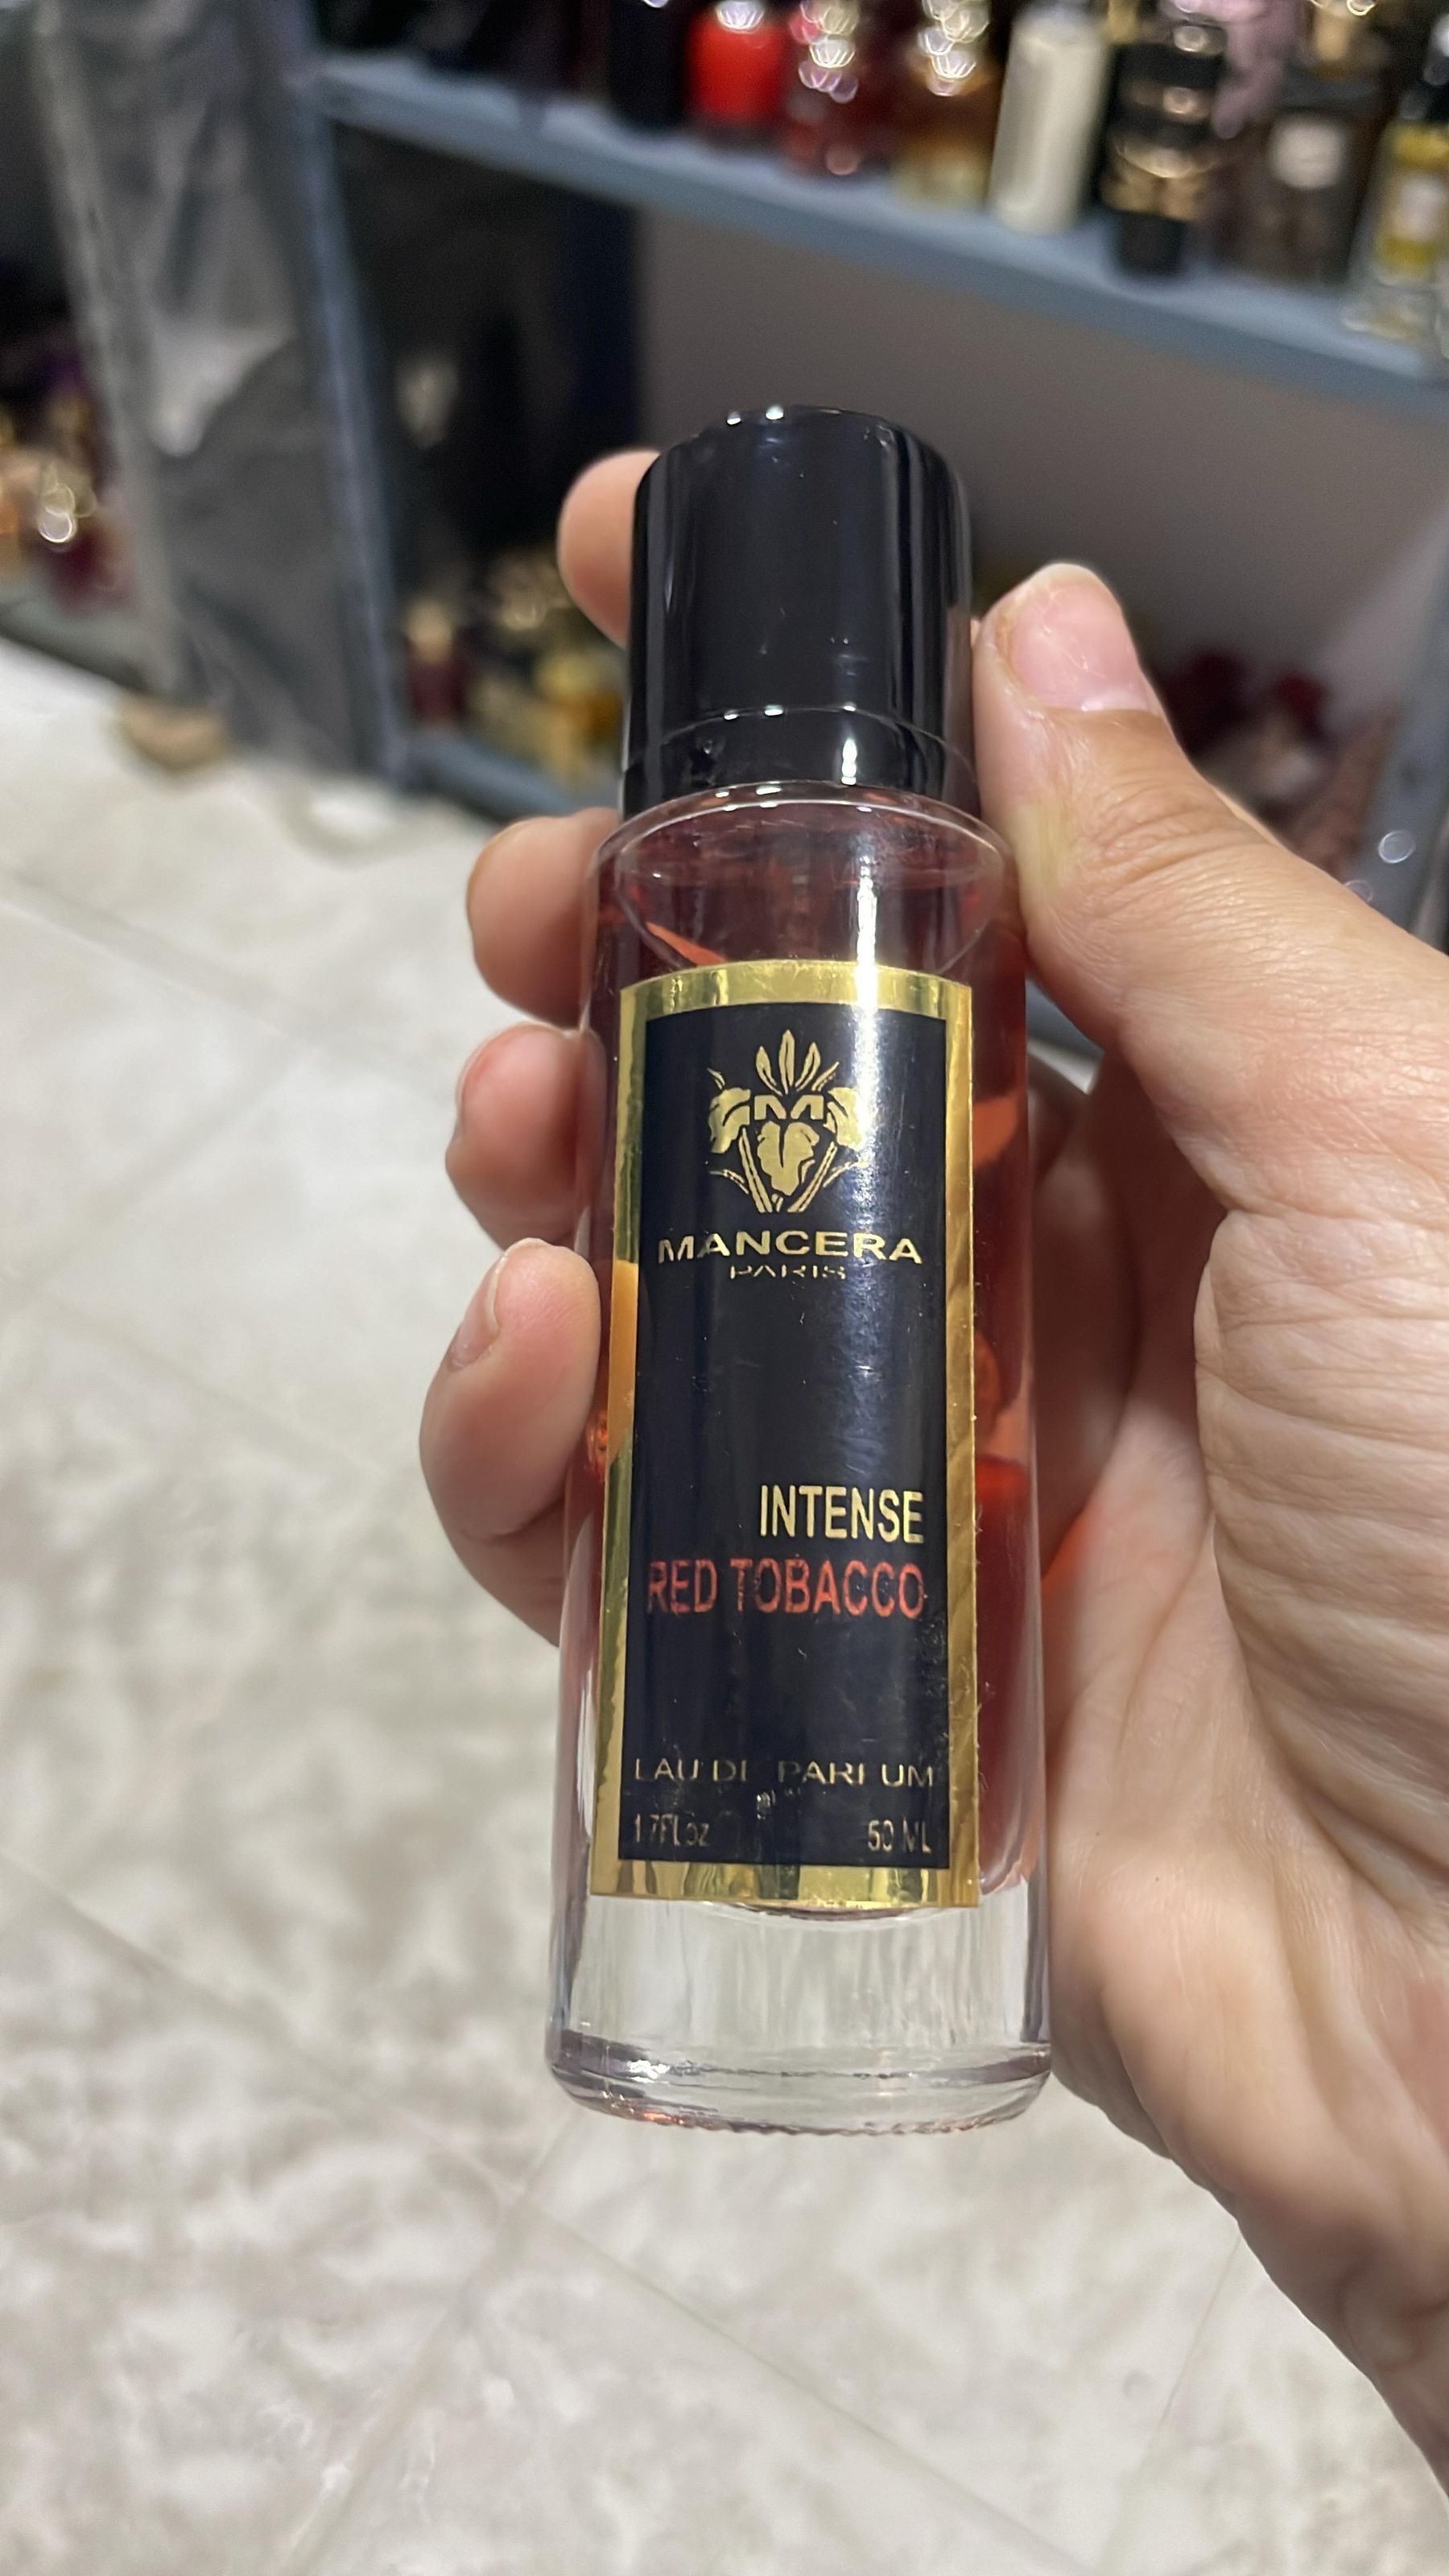 MANCERA
PARIS
INTENSE
RED TOBACCO
EAU DE PARFUM
1.7FL.oz 50 ML